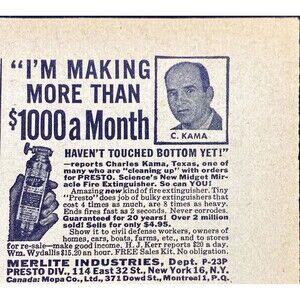 "I'M MAKING
MORE THAN
$1000 a Month
C. KAMA
HAVEN'T TOUCHED BOTTOM YET!"
—reports Charles Kama, Texas, one of
many who are "cleaning up" with orders
for PRESTO. Science's New Midget Mir-
acle Fire Extinguisher. So can YOU!
Amazing new kind of fire extinguisher. Tiny
"Presto" does job of bulky extinguishers that
cost 4 times as much, are 8 times as heavy.
Ends fires fast as 2 seconds. Never corrodes.
Guaranteed for 20 years! Over 2 million
sold! Sells for only $4.95.
Show it to civil defense workers, owners of
homes, cars, boats, farms, etc., and to stores
for re-sale—make good income. H. J. Kerr reports $20 a day.
Wm. Wydallis $15.20 an hour. FREE Sales Kit. No obligation.
MERLITE INDUSTRIES, Dept. P-23P,
PRESTO DIV., 114 East 32 St., New York 16, N.Y.
Canada: Mopa Co., Ltd., 371 Dowd St., Montreal 1, P.Q.